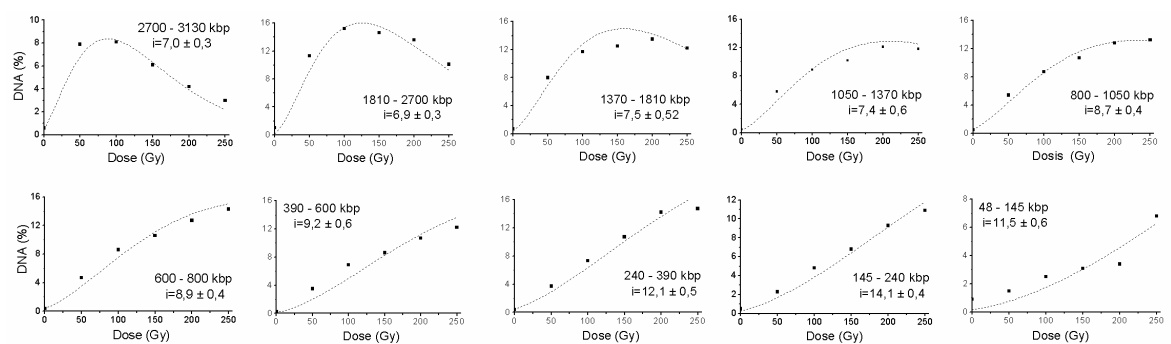 DNA (%)
10
8
6
4
2
0
2700 - 3130 kbp
i=7,0 ± 0,3
0 50 100 150 200 250
Dose (Gy)
16
12
8
4
0
1810 - 2700 kbp
i=6,9 ± 0,3
0 50 100 150 200 250
Dose (Gy)
16
12
8
4
0
1370 - 1810 kbp
i=7,5 ± 0,52
0 50 100 150 200 250
Dose (Gy)
16
12
8
4
0
1050 - 1370 kbp
i=7,4 ± 0,6
0 50 100 150 200 250
Dose (Gy)
16
12
8
4
0
800 - 1050 kbp
i=8,7 ± 0,4
0 50 100 150 200 250
Dosis (Gy)
DNA (%)
16
12
8
4
0
600 - 800 kbp
i=8,9 ± 0,4
0 50 100 150 200 250
Dose (Gy)
390 - 600 kbp
i=9,2 ± 0,6
16
12
8
4
0
0 50 100 150 200 250
Dose (Gy)
16
12
8
4
0
240 - 390 kbp
i=12,1 ± 0,5
0 50 100 150 200 250
Dose (Gy)
12
10
8
6
4
2
0
145 - 240 kbp
i=14,1 ± 0,4
0 50 100 150 200 250
Dose (Gy)
8
6
4
2
0
48 - 145 kbp
i=11,5 ± 0,6
0 50 100 150 200 250
Dose (Gy)